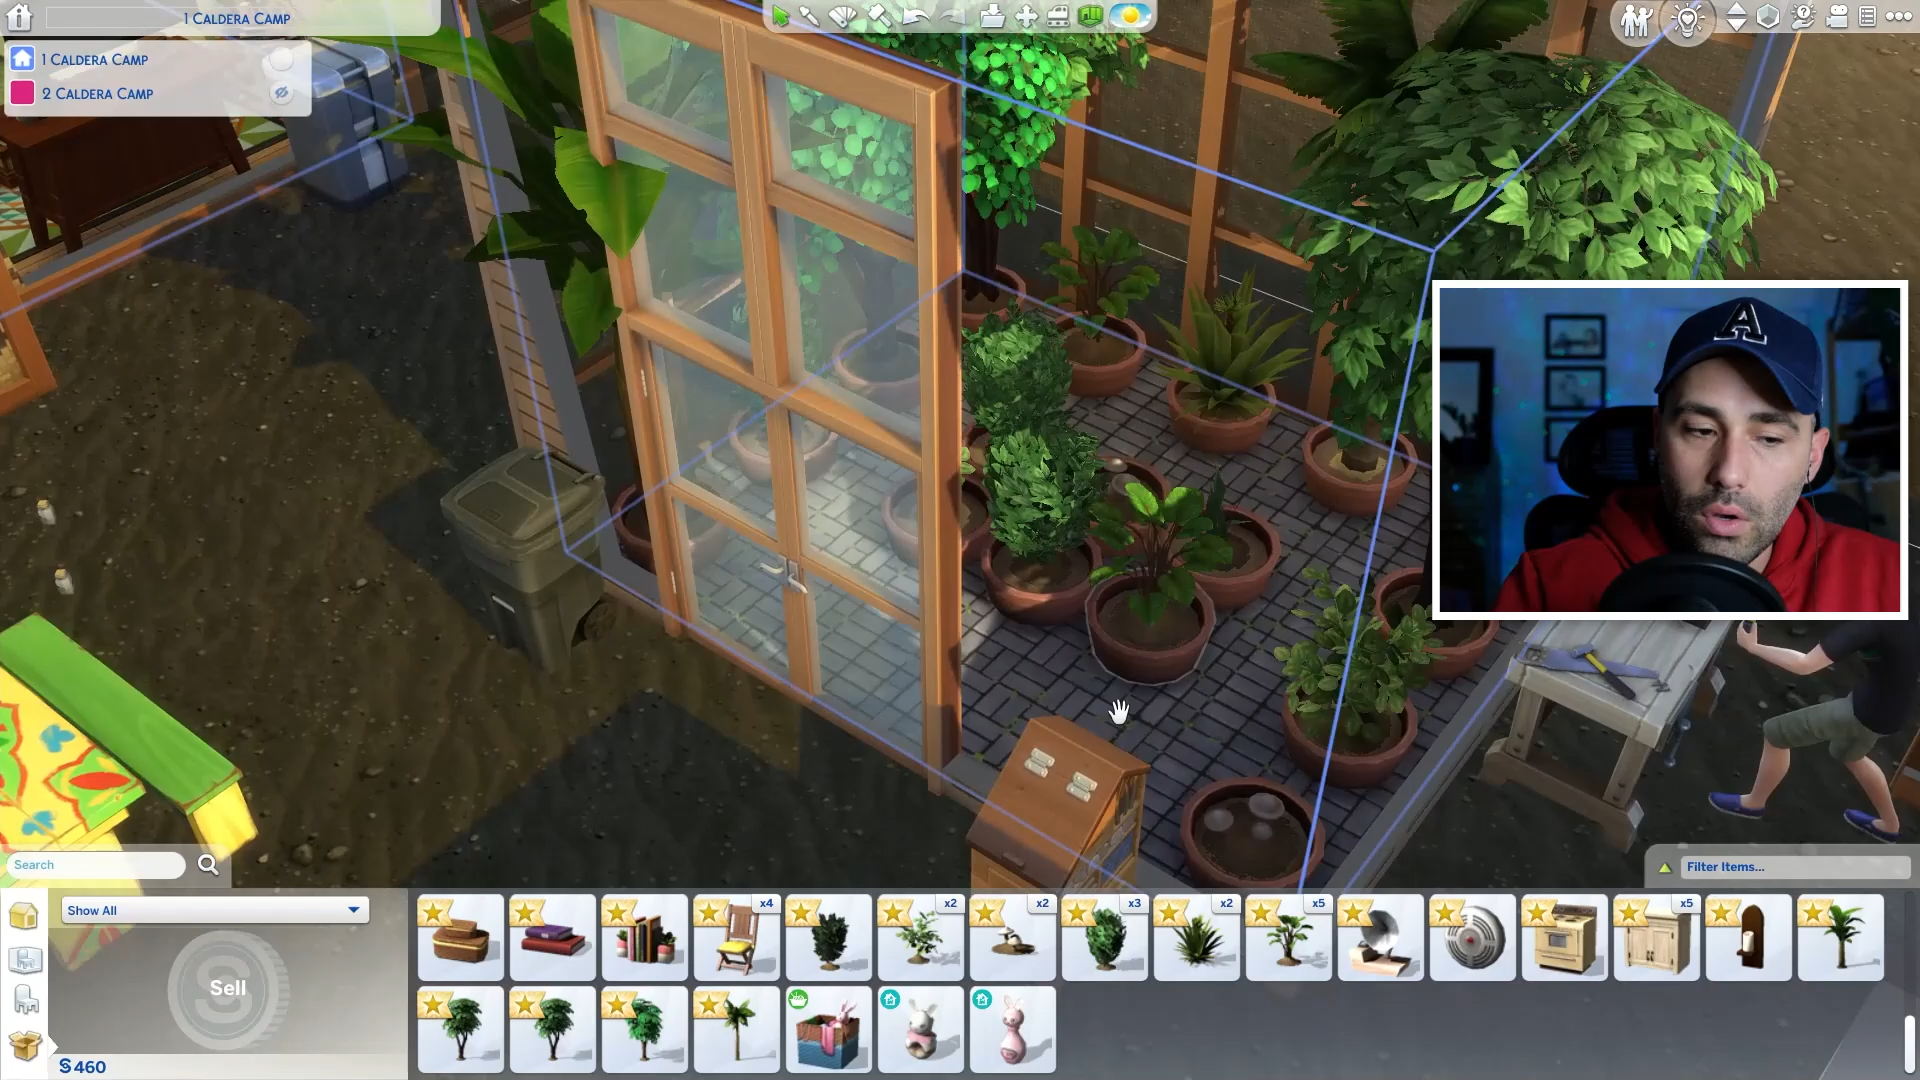 1 CALDERA CAMP
1 CALDERA CAMP
2 CALDERA CAMP
A
Search
Filter Items...
Show All
x4
x2
x2
x3
x2
x5
x5
S
Sell
§460